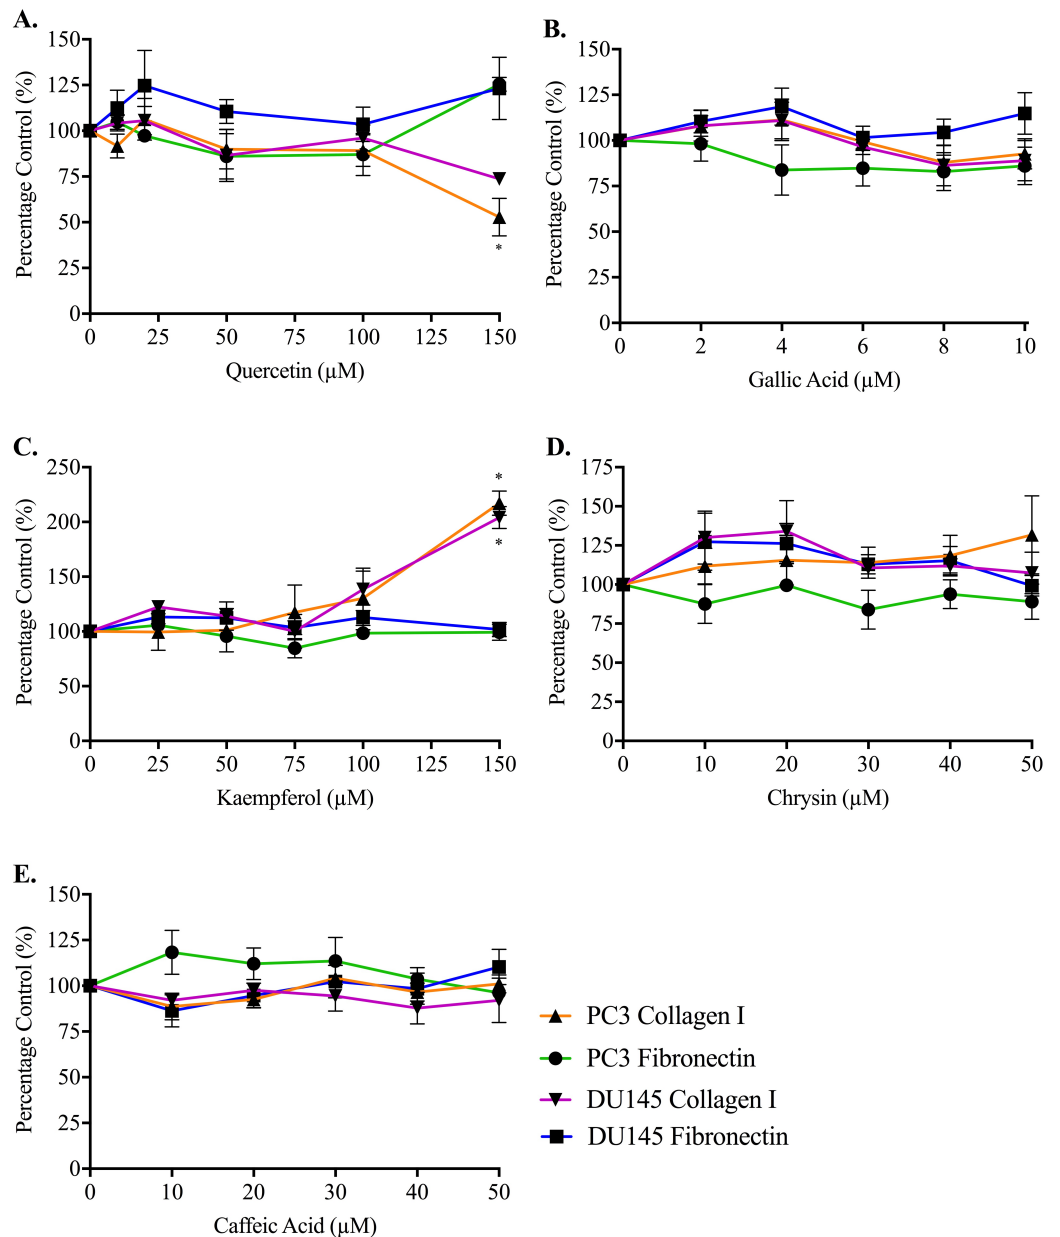 A.
Percentage Control (%)
150
125
100
75
50
25
0
0 25 50 75 100 125 150
*
Quercetin (µM)
B.
Percentage Control (%)
150
125
100
75
50
25
0
0 2 4 6 8 10
Gallic Acid (µM)
C.
Percentage Control (%)
250
200
150
100
50
0
0 25 50 75 100 125 150
*
*
Kaempferol (µM)
D.
Percentage Control (%)
175
150
125
100
75
50
25
0
0 10 20 30 40 50
Chrysin (µM)
E.
Percentage Control (%)
150
125
100
75
50
25
0
0 10 20 30 40 50
Caffeic Acid (µM)
PC3 Collagen I
PC3 Fibronectin
DU145 Collagen I
DU145 Fibronectin